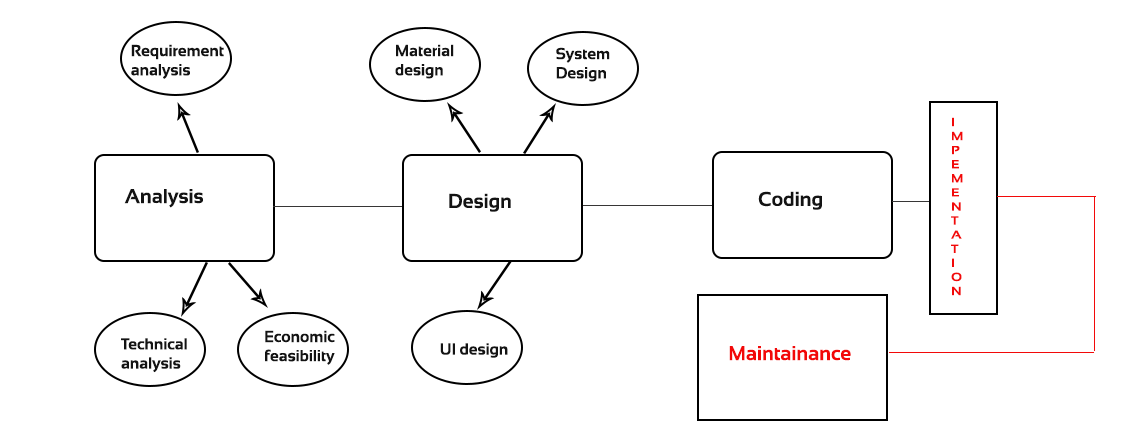 Requirement
analysis
Material
design
System
Design
Analysis
Design
Coding
IMPEMENTATION
Technical
analysis
Economic
feasibility
UI design
Maintainance